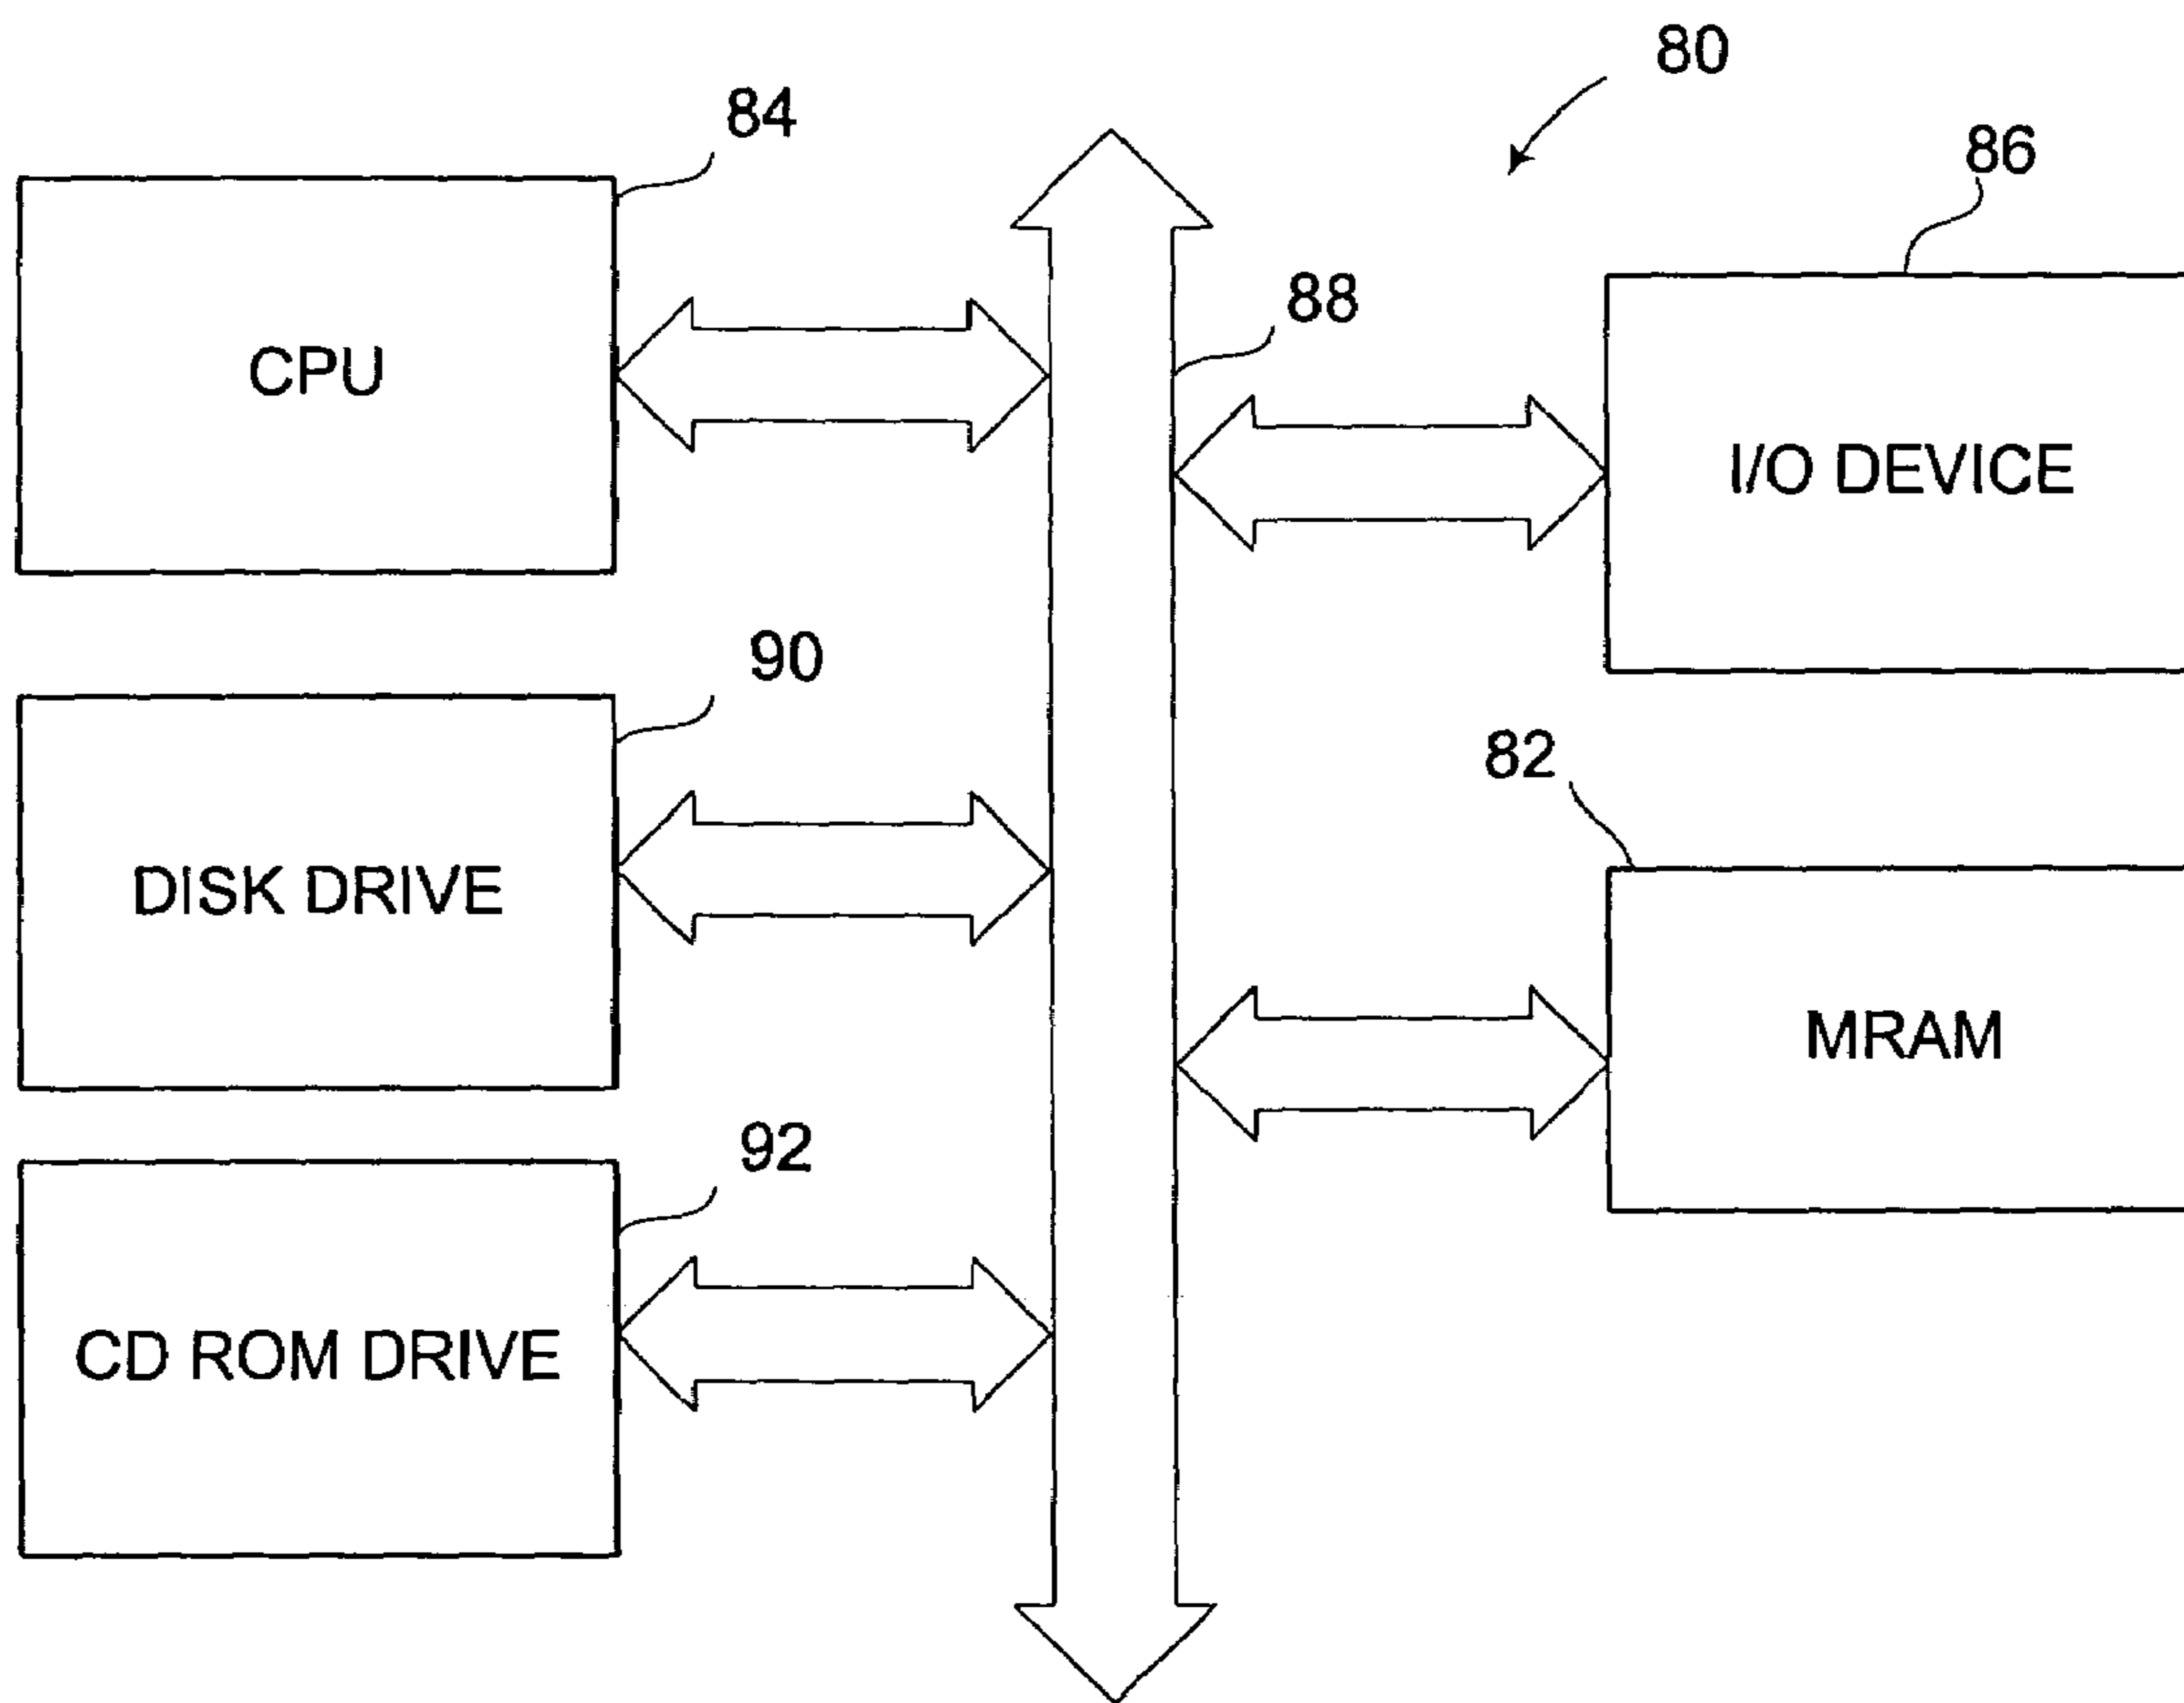 80
84
86
88
CPU
I/O DEVICE
90
82
DISK DRIVE
MRAM
92
CD ROM DRIVE